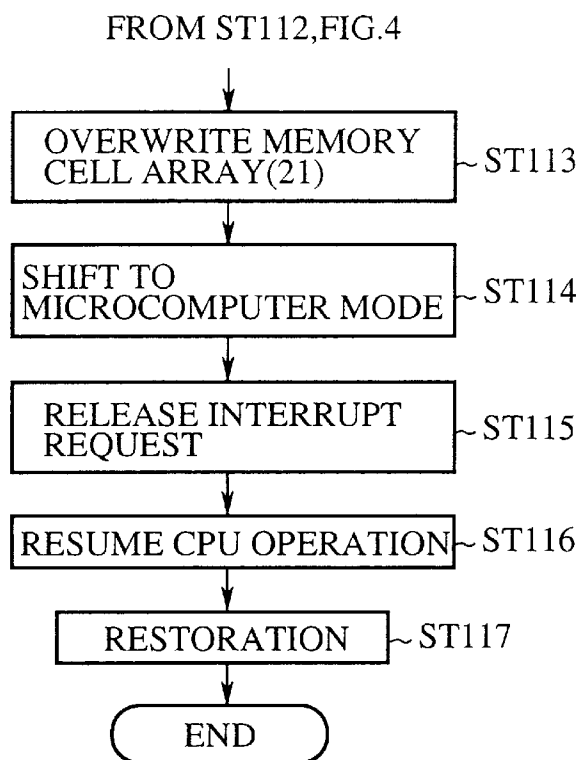 FROM ST112,FIG.4
OVERWRITE MEMORY
CELL ARRAY(21)
ST113
SHIFT TO
MICROCOMPUTER MODE
ST114
RELEASE INTERRUPT
REQUEST
ST115
RESUME CPU OPERATION
ST116
RESTORATION
ST117
END